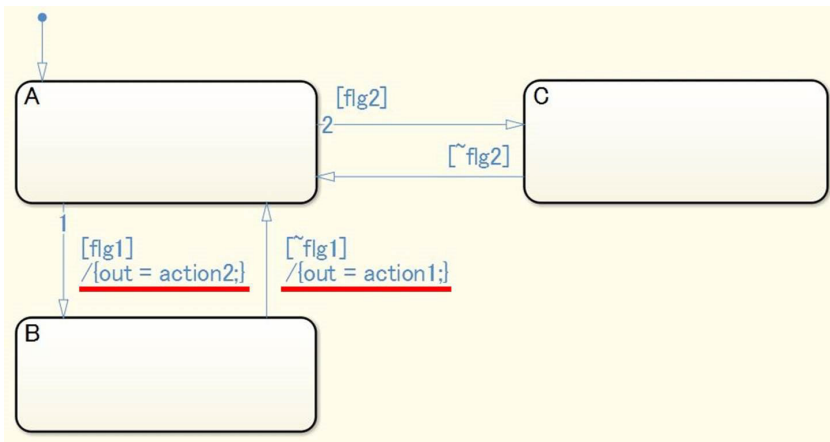 A
[flg2]
C
2
[~flg2]
1
[flg1]
/{out = action2;}
[~flg1]
/{out = action1;}
B